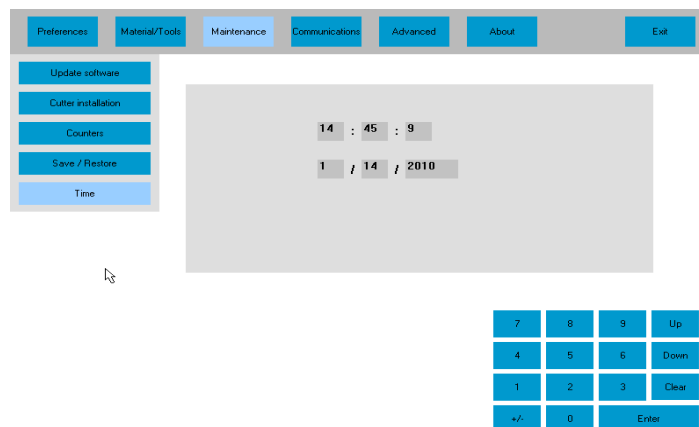 Preferences Material/Tools Maintenance Communications Advanced About Exit
Update software
Cutter installation
Counters
Save / Restore
Time
14 : 45 : 9
1 / 14 / 2010
7 8 9 Up
4 5 6 Down
1 2 3 Clear
+/- 0 Enter